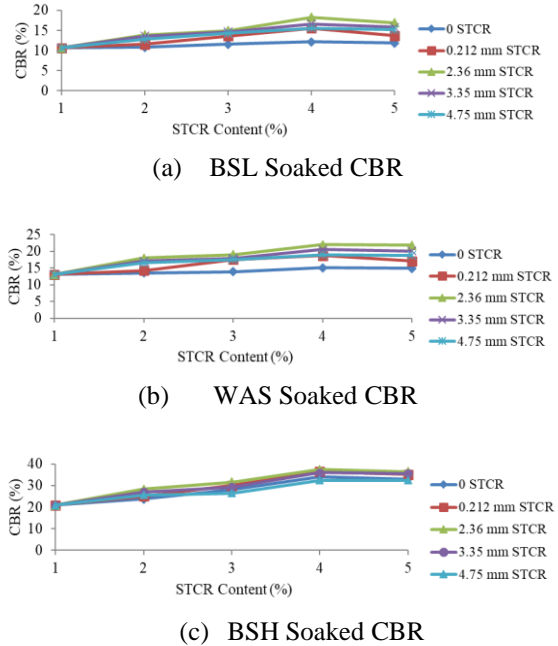 20
15
10
5
0
CBR (%)
1 2 3 4 5
STCR Content (%)
0 STCR
0.212 mm STCR
2.36 mm STCR
3.35 mm STCR
4.75 mm STCR
(a) BSL Soaked CBR
25
20
15
10
5
0
CBR (%)
1 2 3 4 5
STCR Content (%)
0 STCR
0.212 mm STCR
2.36 mm STCR
3.35 mm STCR
4.75 mm STCR
(b) WAS Soaked CBR
40
30
20
10
0
CBR (%)
1 2 3 4 5
STCR Content (%)
0 STCR
0.212 mm STCR
2.36 mm STCR
3.35 mm STCR
4.75 mm STCR
(c) BSH Soaked CBR